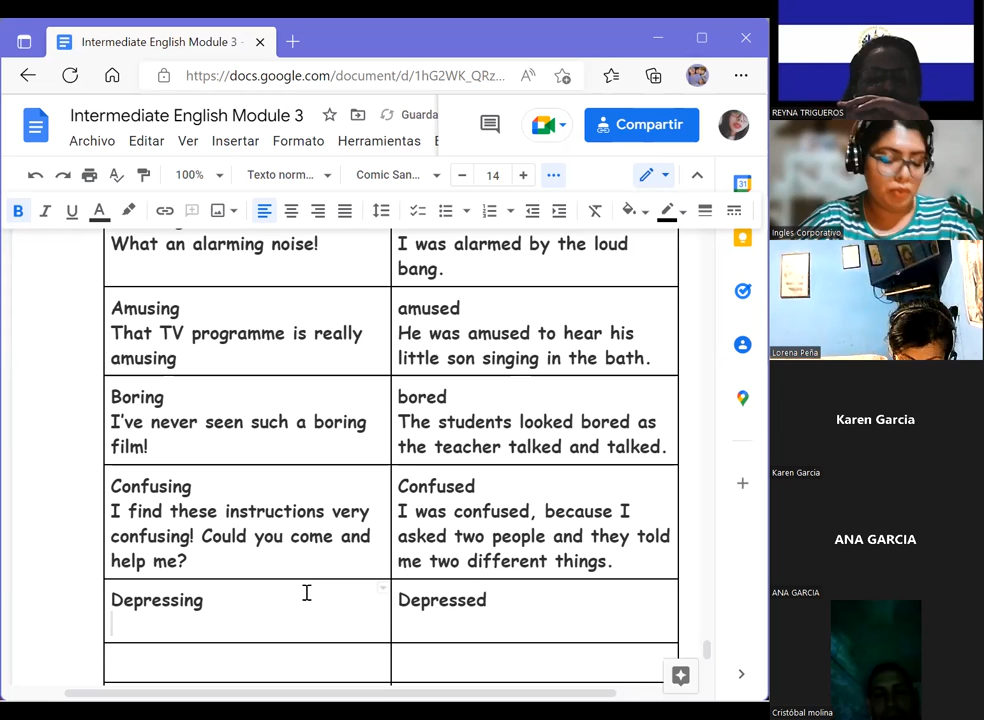 Intermediate English Module 3 -
https://docs.google.com/document/d/1hG2WK_QRz...
Intermediate English Module 3
Guarda
Compartir
Archivo Editar Ver Insertar Formato Herramientas E
100% Texto norm... Comic San... 14
What an alarming noise!
I was alarmed by the loud
bang.
Amusing
That TV programme is really
amusing
amused
He was amused to hear his
little son singing in the bath.
Boring
I've never seen such a boring
film!
bored
The students looked bored as
the teacher talked and talked.
Confusing
I find these instructions very
confusing! Could you come and
help me?
Confused
I was confused, because I
asked two people and they told
me two different things.
Depressing
Depressed
REYNA TRIGUEROS
Ingles Corporativo
Lorena Peña
Karen Garcia
Karen Garcia
ANA GARCIA
ANA GARCIA
Cristóbal molina